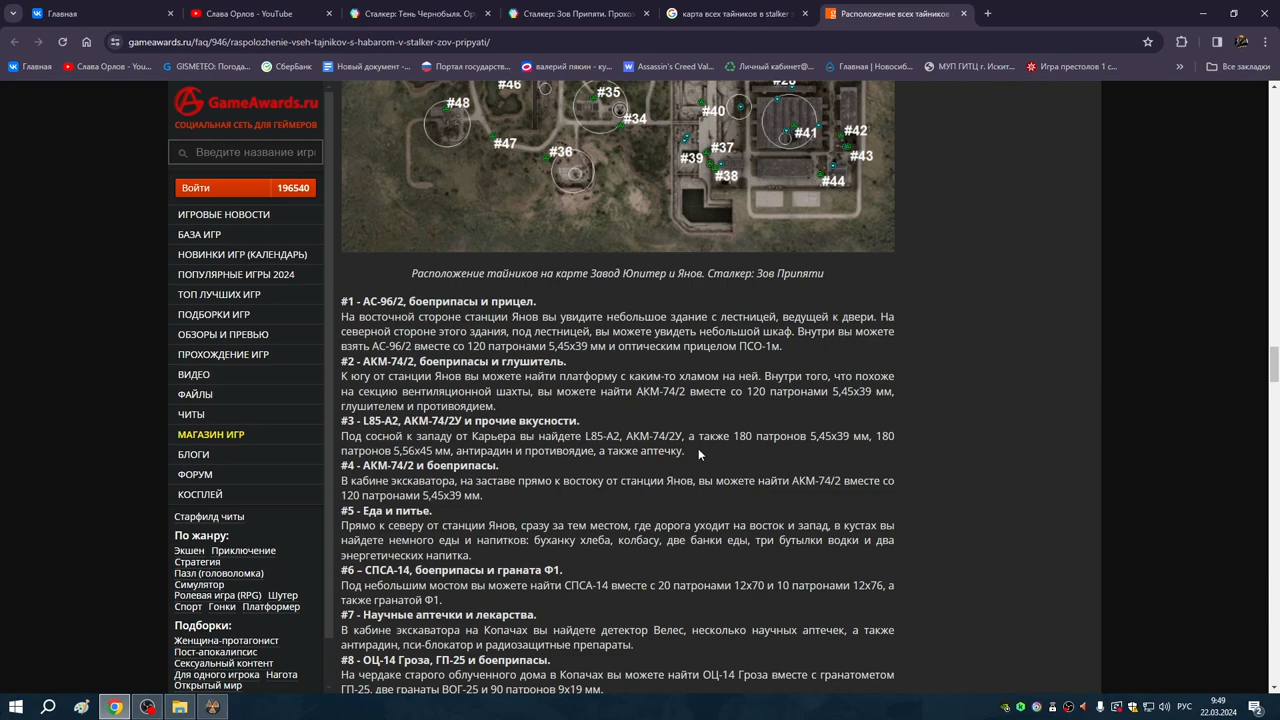 Главная
Слава Орлов - YouTube
Сталкер: Тень Чернобыля. Ор
Сталкер: Зов Припяти. Прохо
карта всех тайников в stalker з
Расположение всех тайников
gameawards.ru/faq/946/raspolozhenie-vseh-tajnikov-s-habarom-v-stalker-zov-pripyati/
Главная
Слава Орлов - You...
GISMETEO: Погода...
СберБанк
Новый документ -...
Портал государств...
валерий пякин - ку...
Assassin's Creed Val...
Личный кабинет@...
Главная | Новосиб...
МУП ГИТЦ г. Искит...
Игра престолов 1 с...
Все закладки
GameAwards.ru
СОЦИАЛЬНАЯ СЕТЬ ДЛЯ ГЕЙМЕРОВ
Введите название игр
Войти 196540
ИГРОВЫЕ НОВОСТИ
БАЗА ИГР
НОВИНКИ ИГР (КАЛЕНДАРЬ)
ПОПУЛЯРНЫЕ ИГРЫ 2024
ТОП ЛУЧШИХ ИГР
ПОДБОРКИ ИГР
ОБЗОРЫ И ПРЕВЬЮ
ПРОХОЖДЕНИЕ ИГР
ВИДЕО
ФАЙЛЫ
ЧИТЫ
МАГАЗИН ИГР
БЛОГИ
ФОРУМ
КОСПЛЕЙ
Старфилд читы
По жанру:
Экшен Приключение
Стратегия
Пазл (головоломка)
Симулятор
Ролевая игра (RPG) Шутер
Спорт Гонки Платформер
Подборки:
Женщина-протагонист
Пост-апокалипсис
Сексуальный контент
Для одного игрока Нагота
Открытый мир
#46
#35
#48
#34
#40
#41
#42
#47
#36
#37
#39
#43
#38
#44
Расположение тайников на карте Завод Юпитер и Янов. Сталкер: Зов Припяти
#1 - АС-96/2, боеприпасы и прицел.
На восточной стороне станции Янов вы увидите небольшое здание с лестницей, ведущей к двери. На
северной стороне этого здания, под лестницей, вы можете увидеть небольшой шкаф. Внутри вы можете
взять АС-96/2 вместе со 120 патронами 5,45x39 мм и оптическим прицелом ПСО-1м.
#2 - АКМ-74/2, боеприпасы и глушитель.
К югу от станции Янов вы можете найти платформу с каким-то хламом на ней. Внутри того, что похоже
на секцию вентиляционной шахты, вы можете найти АКМ-74/2 вместе со 120 патронами 5,45x39 мм,
глушителем и противоядием.
#3 - L85-A2, АКМ-74/2У и прочие вкусности.
Под сосной к западу от Карьера вы найдете L85-A2, АКМ-74/2У, а также 180 патронов 5,45x39 мм, 180
патронов 5,56x45 мм, антирадин и противоядие, а также аптечку.
#4 - АКМ-74/2 и боеприпасы.
В кабине экскаватора, на заставе прямо к востоку от станции Янов, вы можете найти АКМ-74/2 вместе со
120 патронами 5,45x39 мм.
#5 - Еда и питье.
Прямо к северу от станции Янов, сразу за тем местом, где дорога уходит на восток и запад, в кустах вы
найдете немного еды и напитков: буханку хлеба, колбасу, две банки еды, три бутылки водки и два
энергетических напитка.
#6 – СПСА-14, боеприпасы и граната Ф1.
Под небольшим мостом вы можете найти СПСА-14 вместе с 20 патронами 12x70 и 10 патронами 12x76, а
также гранатой Ф1.
#7 - Научные аптечки и лекарства.
В кабине экскаватора на Копачах вы найдете детектор Велес, несколько научных аптечек, а также
антирадин, пси-блокатор и радиозащитные препараты.
#8 - ОЦ-14 Гроза, ГП-25 и боеприпасы.
На чердаке старого облученного дома в Копачах вы можете найти ОЦ-14 Гроза вместе с гранатометом
ГП-25, две гранаты ВОГ-25 и 90 патронов 9x19 мм.
РУС
9:49
22.03.2024